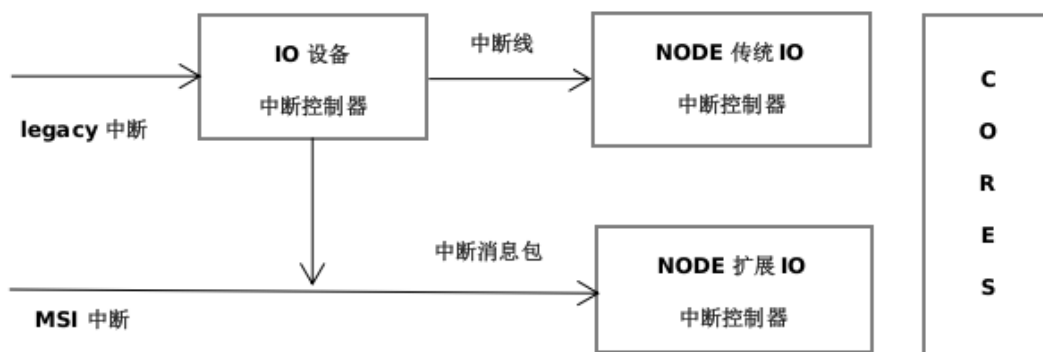 IO 设备
中断控制器
中断线
NODE 传统 IO
中断控制器
legacy 中断
中断消息包
NODE 扩展 IO
中断控制器
MSI 中断
C
O
R
E
S